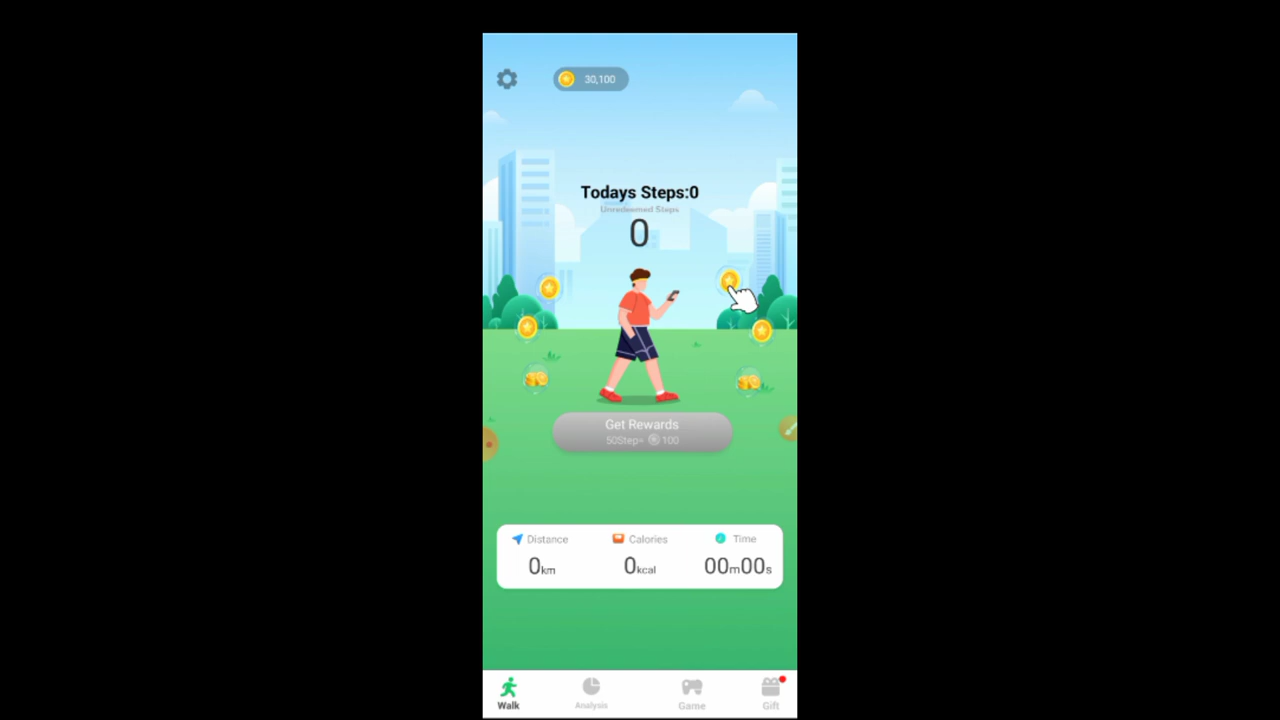 30,100
Todays Steps:0
Unredeemed Steps
0
Get Rewards
50Step= 100
Distance Calories Time
0km 0kcal 00m00s
Walk Analysis Game Gift